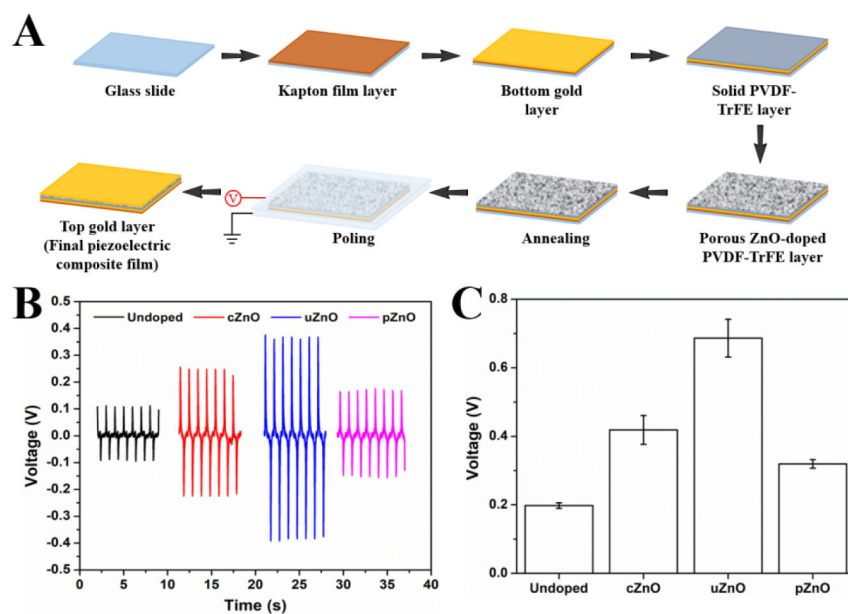 A
Glass slide
Kapton film layer
Bottom gold
layer
Solid PVDF-
TrFE layer
V
Top gold layer
(Final piezoelectric
composite film)
Poling
Annealing
Porous ZnO-doped
PVDF-TrFE layer
B
Undoped cZnO uZnO pZnO
Voltage (V)
0.5
0.4
0.3
0.2
0.1
0.0
-0.1
-0.2
-0.3
-0.4
-0.5
0 5 10 15 20 25 30 35 40
Time (s)
C
Voltage (V)
0.8
0.6
0.4
0.2
0.0
Undoped cZnO uZnO pZnO